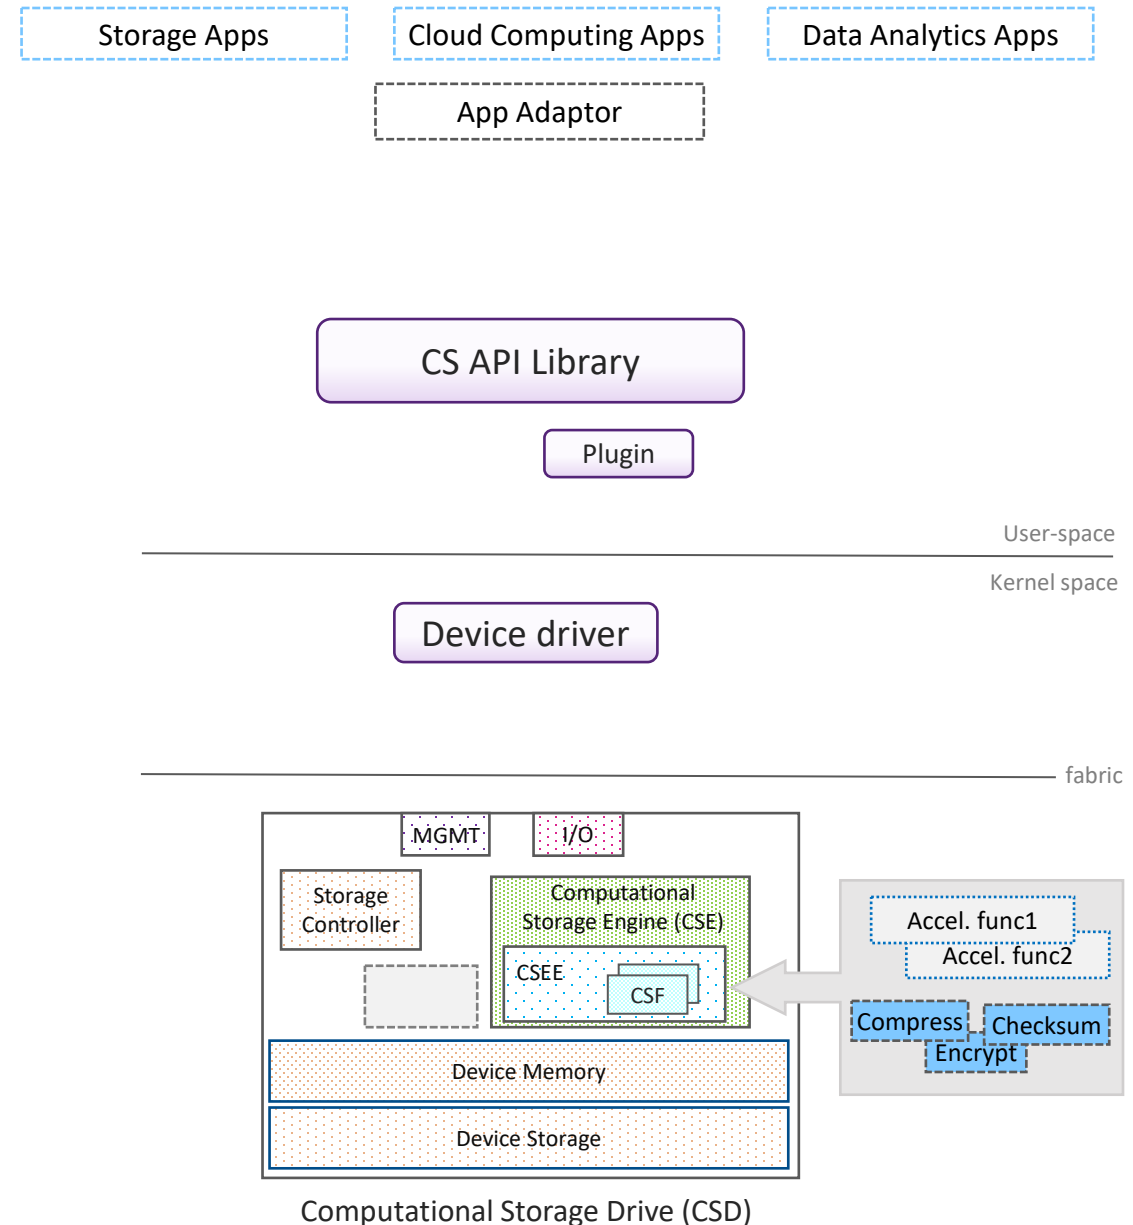 Storage Apps
Cloud Computing Apps
Data Analytics Apps
App Adaptor
CS API Library
Plugin
User-space
Kernel space
Device driver
fabric
MGMT
I/O
Storage
Controller
Computational
Storage Engine (CSE)
CSEE
CSF
Accel. func1
Accel. func2
Compress
Checksum
Encrypt
Device Memory
Device Storage
Computational Storage Drive (CSD)